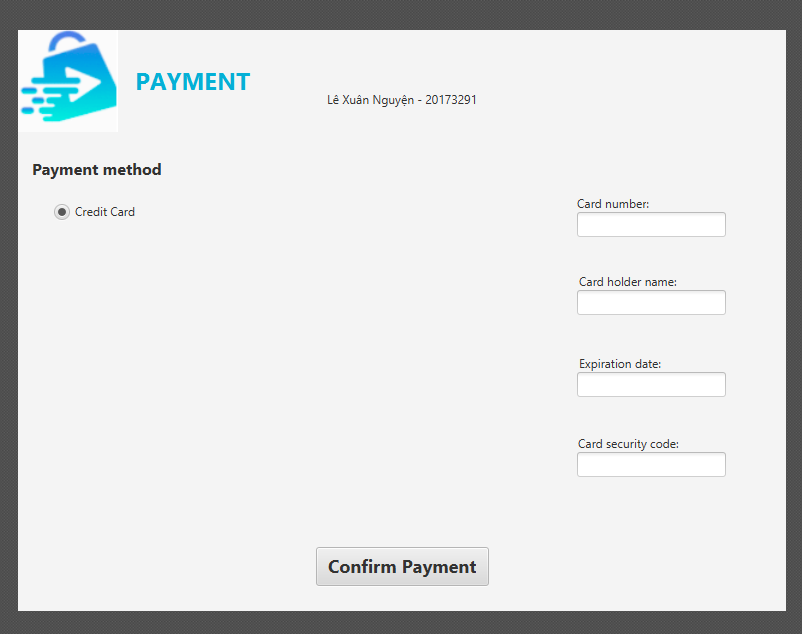 PAYMENT
Lê Xuân Nguyện - 20173291
Payment method
Credit Card
Card number:
Card holder name:
Expiration date:
Card security code:
Confirm Payment